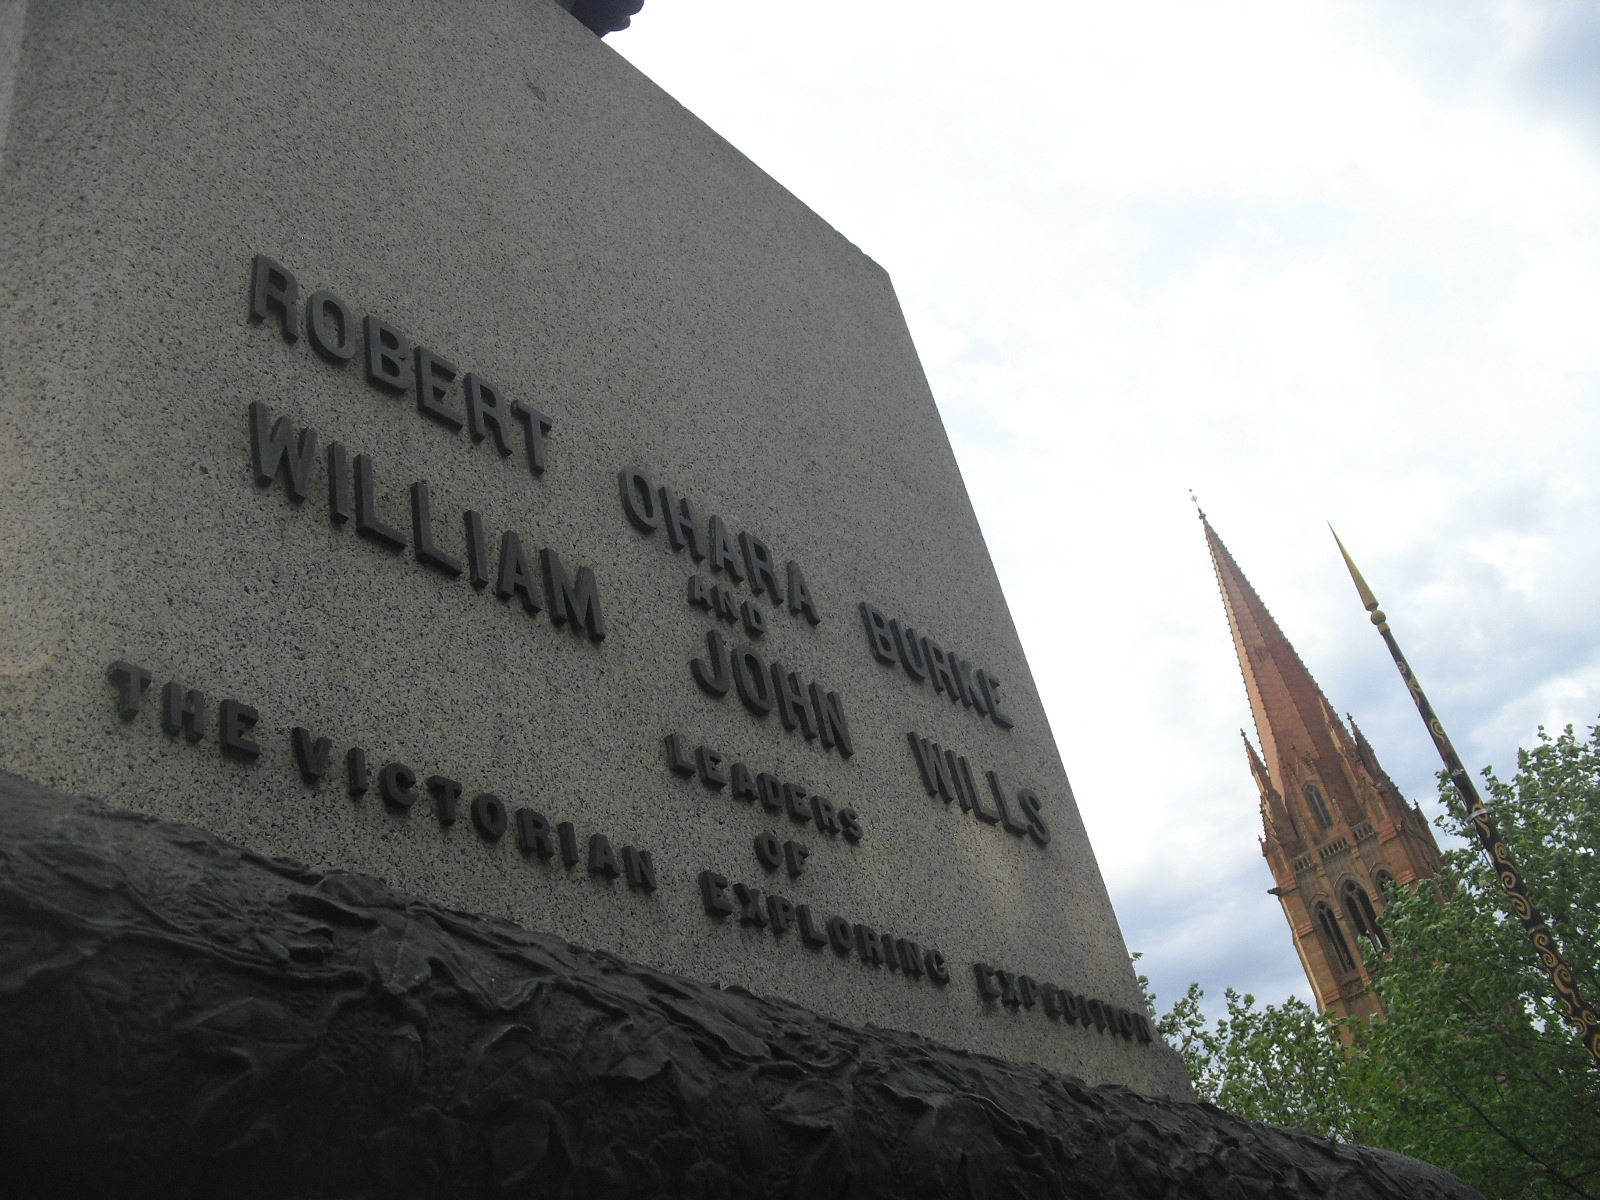 ROBERT OHARA BURKE
AND
WILLIAM JOHN WILLS
LEADERS
OF
THE VICTORIAN EXPLORING EXPEDITION